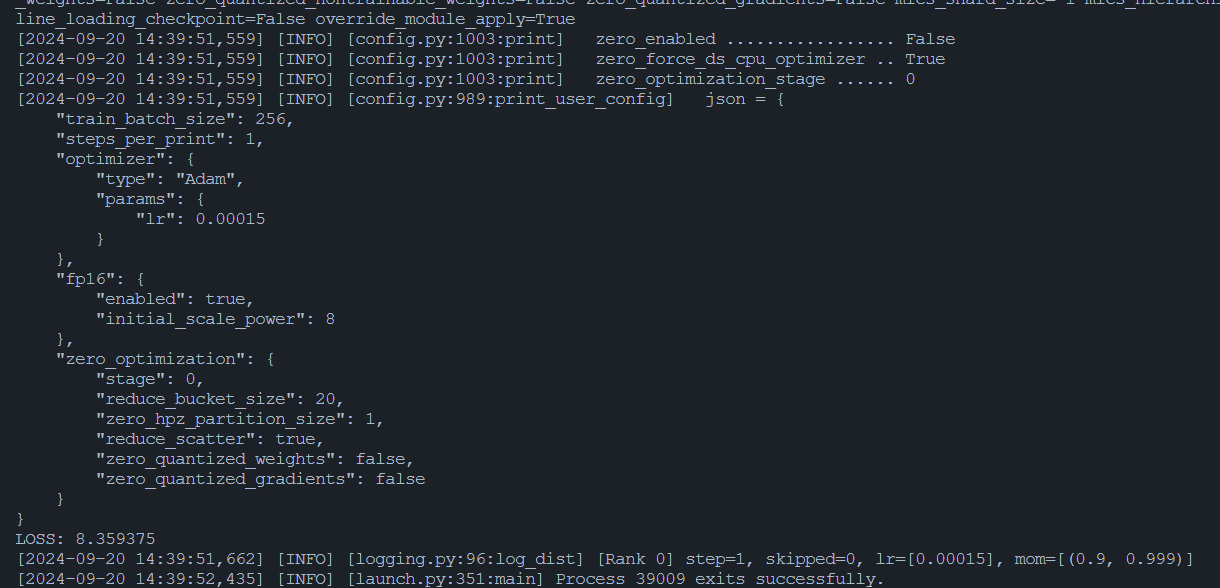 _weights=False zero_quantized_nontrainable_weights=False zero_quantized_gradients=False mics_shard_size=-1
line_loading_checkpoint=False override_module_apply=True
[2024-09-20 14:39:51,559] [INFO] [config.py:1003:print]   zero_enabled ................. False
[2024-09-20 14:39:51,559] [INFO] [config.py:1003:print]   zero_force_ds_cpu_optimizer .. True
[2024-09-20 14:39:51,559] [INFO] [config.py:1003:print]   zero_optimization_stage ...... 0
[2024-09-20 14:39:51,559] [INFO] [config.py:989:print_user_config]   json = {
    "train_batch_size": 256,
    "steps_per_print": 1,
    "optimizer": {
        "type": "Adam",
        "params": {
            "lr": 0.00015
        }
    },
    "fp16": {
        "enabled": true,
        "initial_scale_power": 8
    },
    "zero_optimization": {
        "stage": 0,
        "reduce_bucket_size": 20,
        "zero_hpz_partition_size": 1,
        "reduce_scatter": true,
        "zero_quantized_weights": false,
        "zero_quantized_gradients": false
    }
}
LOSS: 8.359375
[2024-09-20 14:39:51,662] [INFO] [logging.py:96:log_dist] [Rank 0] step=1, skipped=0, lr=[0.00015], mom=[(0.9, 0.999)]
[2024-09-20 14:39:52,435] [INFO] [launch.py:351:main] Process 39009 exits successfully.